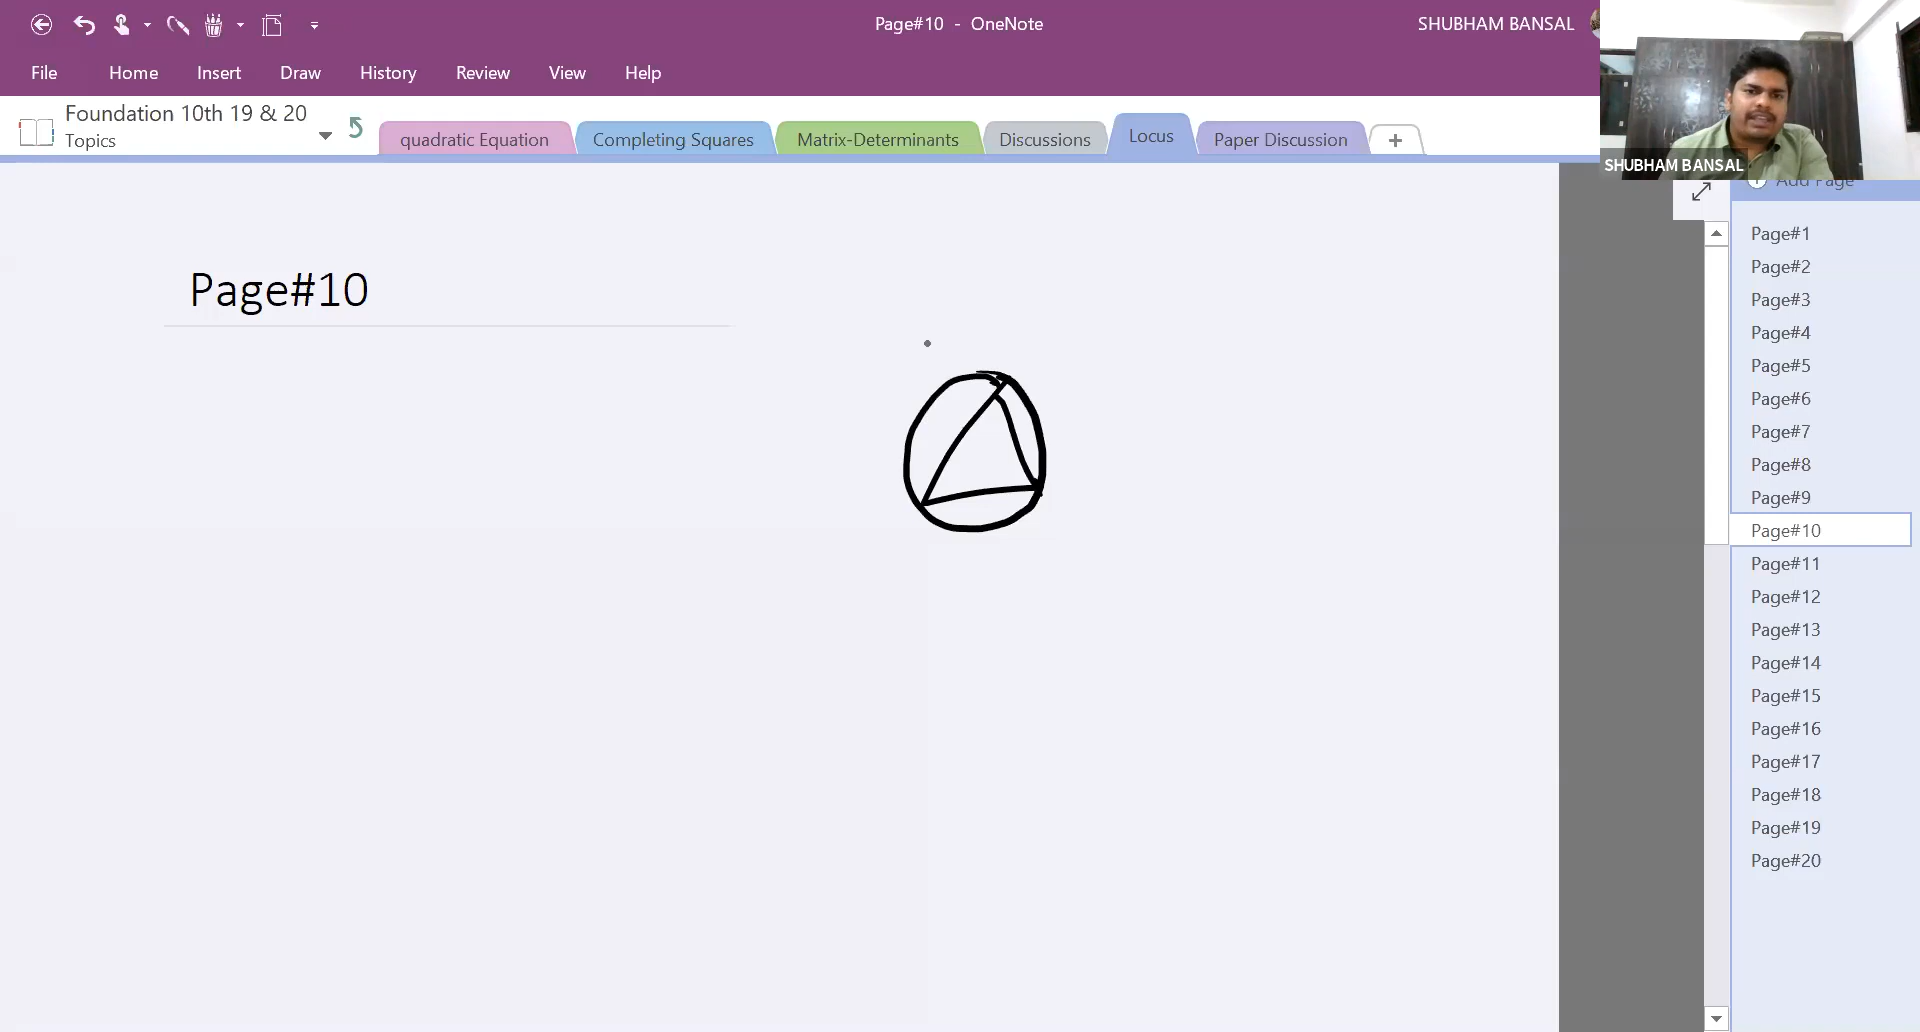 Page#10 - OneNote
SHUBHAM BANSAL
File Home Insert Draw History Review View Help
Foundation 10th 19 & 20
Topics
quadratic Equation
Completing Squares
Matrix-Determinants
Discussions
Locus
Paper Discussion
+
SHUBHAM BANSAL
Add Page
Page#10
Page#1
Page#2
Page#3
Page#4
Page#5
Page#6
Page#7
Page#8
Page#9
Page#10
Page#11
Page#12
Page#13
Page#14
Page#15
Page#16
Page#17
Page#18
Page#19
Page#20